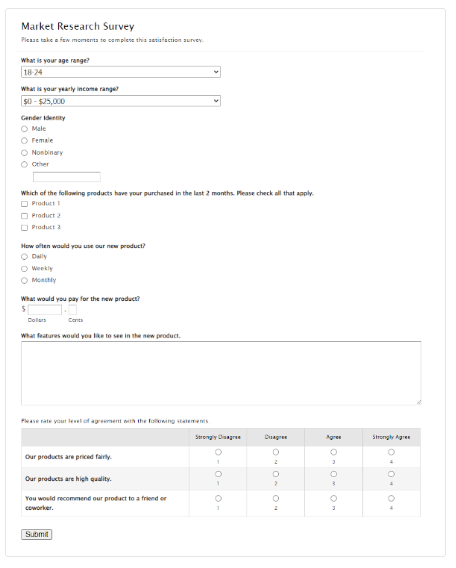 Market Research Survey
Please take a few moments to complete this satisfaction survey.
What is your age range?
18-24
What is your yearly income range?
$0 - $25,000
Gender Identity
Male
Female
Nonbinary
Other
Which of the following products have your purchased in the last 2 months. Please check all that apply.
Product 1
Product 2
Product 3
How often would you use our new product?
Daily
Weekly
Monthly
What would you pay for the new product?
$ .
Dollars Cents
What features would you like to see in the new product.
Please rate your level of agreement with the following statements
Strongly Disagree Disagree Agree Strongly Agree
Our products are priced fairly.
1 2 3 4
Our products are high quality.
1 2 3 4
You would recommend our product to a friend or
coworker.
1 2 3 4
Submit